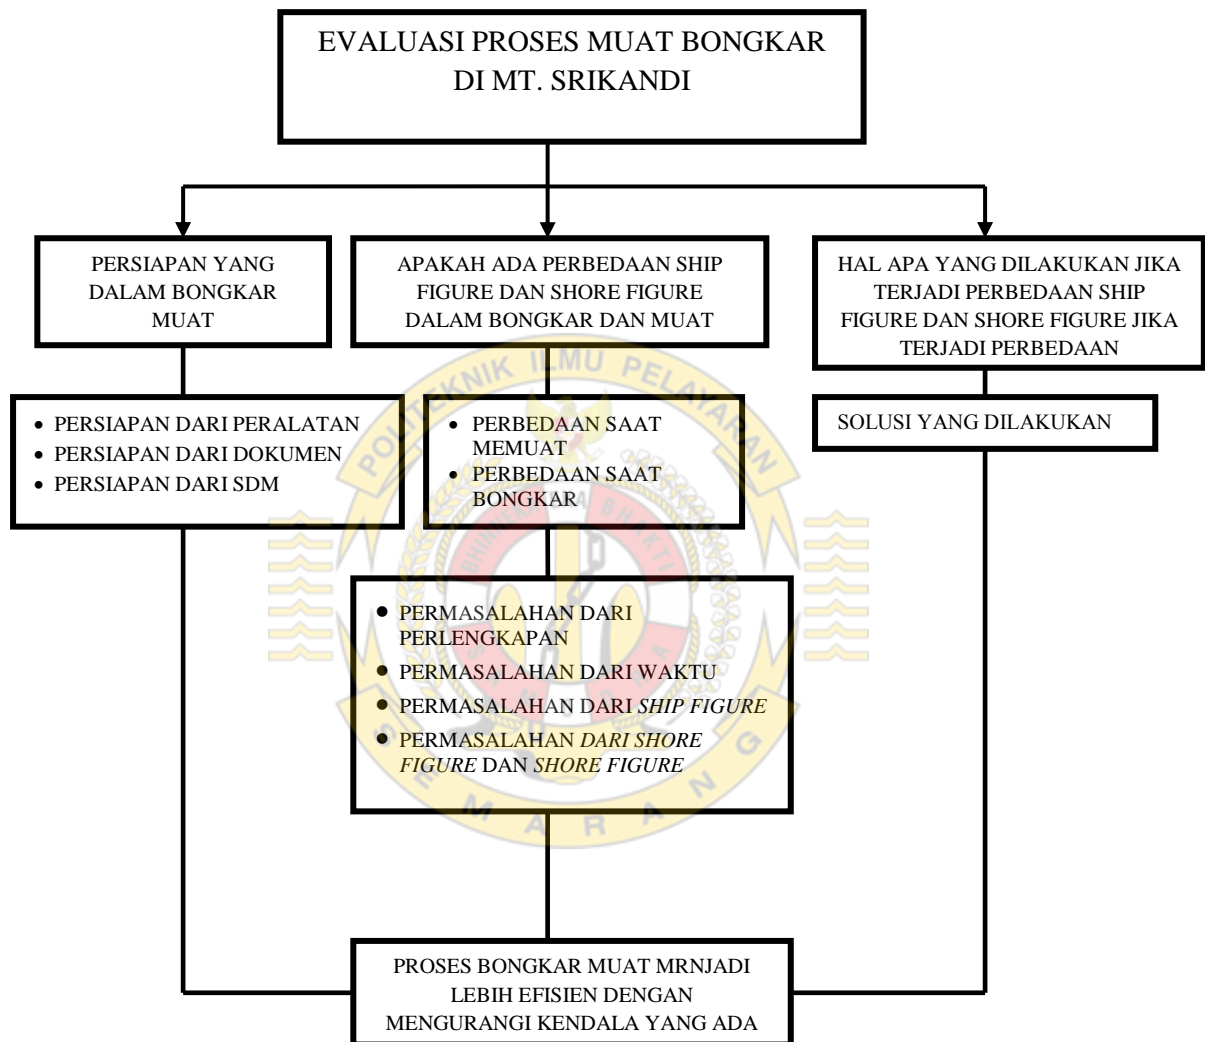 EVALUASI PROSES MUAT BONGKAR
DI MT. SRIKANDI
PERSIAPAN YANG
DALAM BONGKAR
MUAT
APAKAH ADA PERBEDAAN SHIP
FIGURE DAN SHORE FIGURE
DALAM BONGKAR DAN MUAT
HAL APA YANG DILAKUKAN JIKA
TERJADI PERBEDAAN SHIP
FIGURE DAN SHORE FIGURE JIKA
TERJADI PERBEDAAN
• PERSIAPAN DARI PERALATAN
• PERSIAPAN DARI DOKUMEN
• PERSIAPAN DARI SDM
• PERBEDAAN SAAT
MEMUAT
• PERBEDAAN SAAT
BONGKAR
SOLUSI YANG DILAKUKAN
• PERMASALAHAN DARI
PERLENGKAPAN
• PERMASALAHAN DARI WAKTU
• PERMASALAHAN DARI SHIP FIGURE
• PERMASALAHAN DARI SHORE
FIGURE DAN SHORE FIGURE
PROSES BONGKAR MUAT MRNJADI
LEBIH EFISIEN DENGAN
MENGURANGI KENDALA YANG ADA
POLITEKNIK ILMU PELAYARAN
SEMARANG